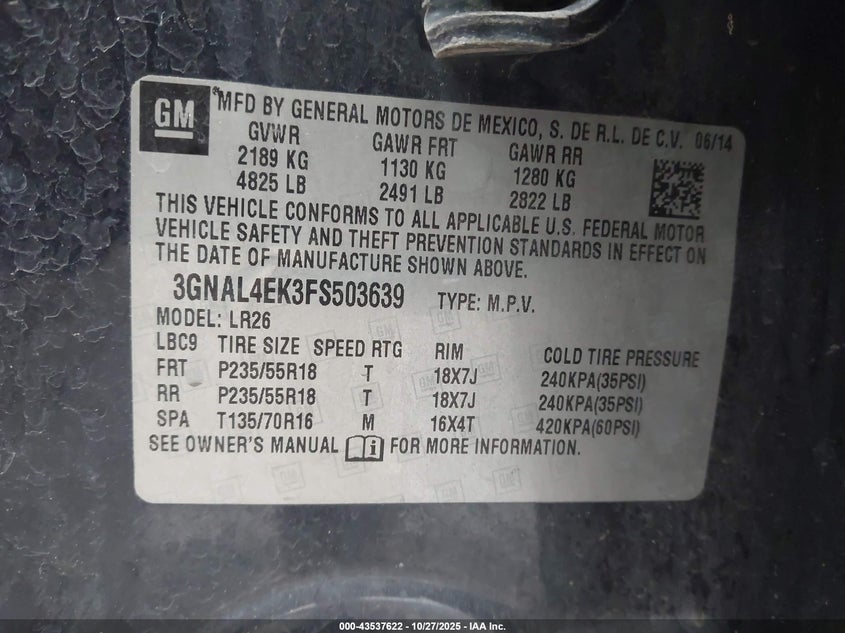 GM
*MFD BY GENERAL MOTORS DE MEXICO, S. DE R.L. DE C.V. 06/14
GVWR GAWR FRT GAWR RR
2189 KG 1130 KG 1280 KG
4825 LB 2491 LB 2822 LB
THIS VEHICLE CONFORMS TO ALL APPLICABLE U.S. FEDERAL MOTOR
VEHICLE SAFETY AND THEFT PREVENTION STANDARDS IN EFFECT ON
THE DATE OF MANUFACTURE SHOWN ABOVE.
3GNAL4EK3FS503639 TYPE: M.P.V.
MODEL: LR26
LBC9 TIRE SIZE SPEED RTG RIM COLD TIRE PRESSURE
FRT P235/55R18 T 18X7J 240KPA(35PSI)
RR P235/55R18 T 18X7J 240KPA(35PSI)
SPA T135/70R16 M 16X4T 420KPA(60PSI)
SEE OWNER'S MANUAL i FOR MORE INFORMATION.
000-43537622 - 10/27/2025 - IAA Inc.